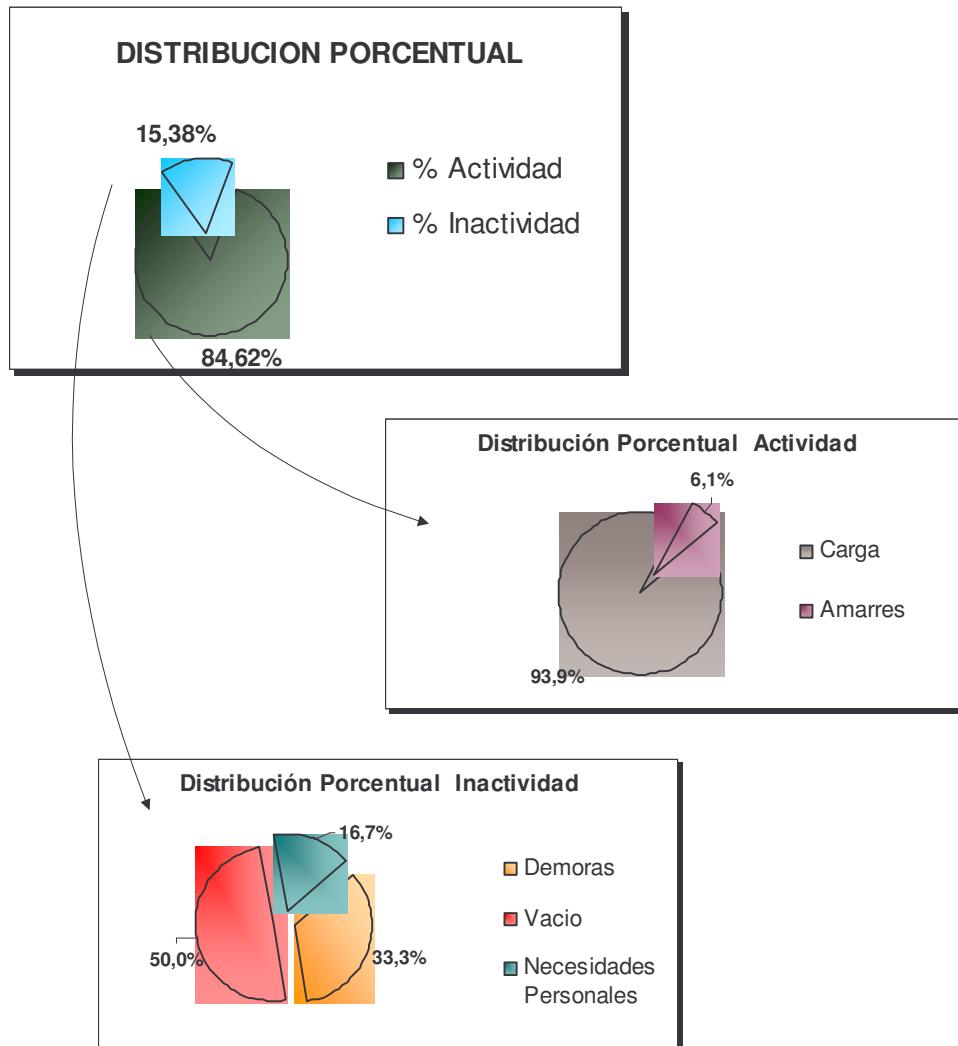 DISTRIBUCION PORCENTUAL
15,38%
% Actividad
% Inactividad
84,62%
Distribución Porcentual Actividad
6,1%
Carga
Amarres
93,9%
Distribución Porcentual Inactividad
16,7%
Demoras
Vacio
50,0%
33,3%
Necesidades
Personales